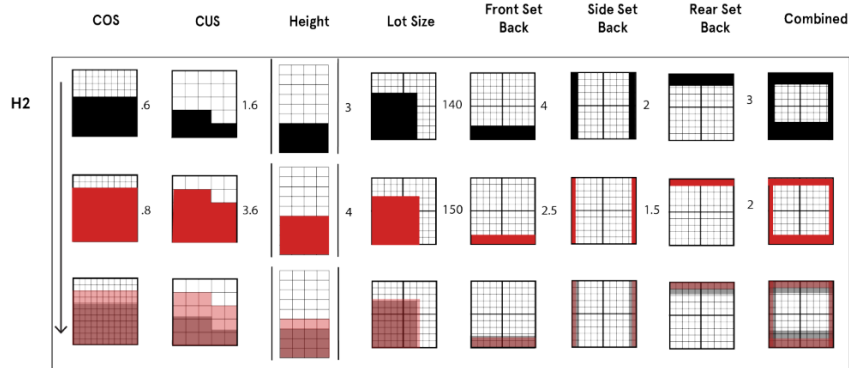 COS CUS Height Lot Size Front Set Back Side Set Back Rear Set Back Combined
H2
.6 1.6 3 140 4 2 3
.8 3.6 4 150 2.5 1.5 2